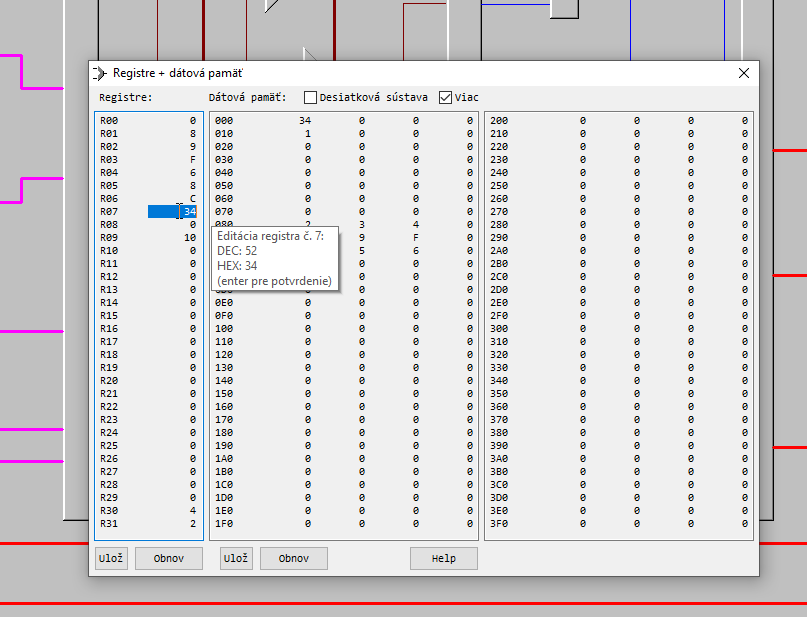 Registre + dátová pamäť
Registre: Dátová pamäť: Desiatková sústava Viac
R00 0 000 34 0 0 0 200 0 0 0 0
R01 8 010 1 0 0 0 210 0 0 0 0
R02 9 020 0 0 0 0 220 0 0 0 0
R03 F 030 0 0 0 0 230 0 0 0 0
R04 6 040 0 0 0 0 240 0 0 0 0
R05 8 050 0 0 0 0 250 0 0 0 0
R06 C 060 0 0 0 0 260 0 0 0 0
R07 34 070 0 0 0 0 270 0 0 0 0
R08 0 080 2 3 4 0 280 0 0 0 0
R09 10 9 F 0 290 0 0 0 0
R10 0 5 6 0 2A0 0 0 0 0
R11 0 0 0 0 2B0 0 0 0 0
R12 0 0 0 0 2C0 0 0 0 0
R13 0 0 0 0 2D0 0 0 0 0
R14 0 0E0 0 0 0 0 2E0 0 0 0 0
R15 0 0F0 0 0 0 0 2F0 0 0 0 0
R16 0 100 0 0 0 0 300 0 0 0 0
R17 0 110 0 0 0 0 310 0 0 0 0
R18 0 120 0 0 0 0 320 0 0 0 0
R19 0 130 0 0 0 0 330 0 0 0 0
R20 0 140 0 0 0 0 340 0 0 0 0
R21 0 150 0 0 0 0 350 0 0 0 0
R22 0 160 0 0 0 0 360 0 0 0 0
R23 0 170 0 0 0 0 370 0 0 0 0
R24 0 180 0 0 0 0 380 0 0 0 0
R25 0 190 0 0 0 0 390 0 0 0 0
R26 0 1A0 0 0 0 0 3A0 0 0 0 0
R27 0 1B0 0 0 0 0 3B0 0 0 0 0
R28 0 1C0 0 0 0 0 3C0 0 0 0 0
R29 0 1D0 0 0 0 0 3D0 0 0 0 0
R30 4 1E0 0 0 0 0 3E0 0 0 0 0
R31 2 1F0 0 0 0 0 3F0 0 0 0 0
Editácia registra č. 7:
DEC: 52
HEX: 34
(enter pre potvrdenie)
Ulož Obnov Ulož Obnov Help